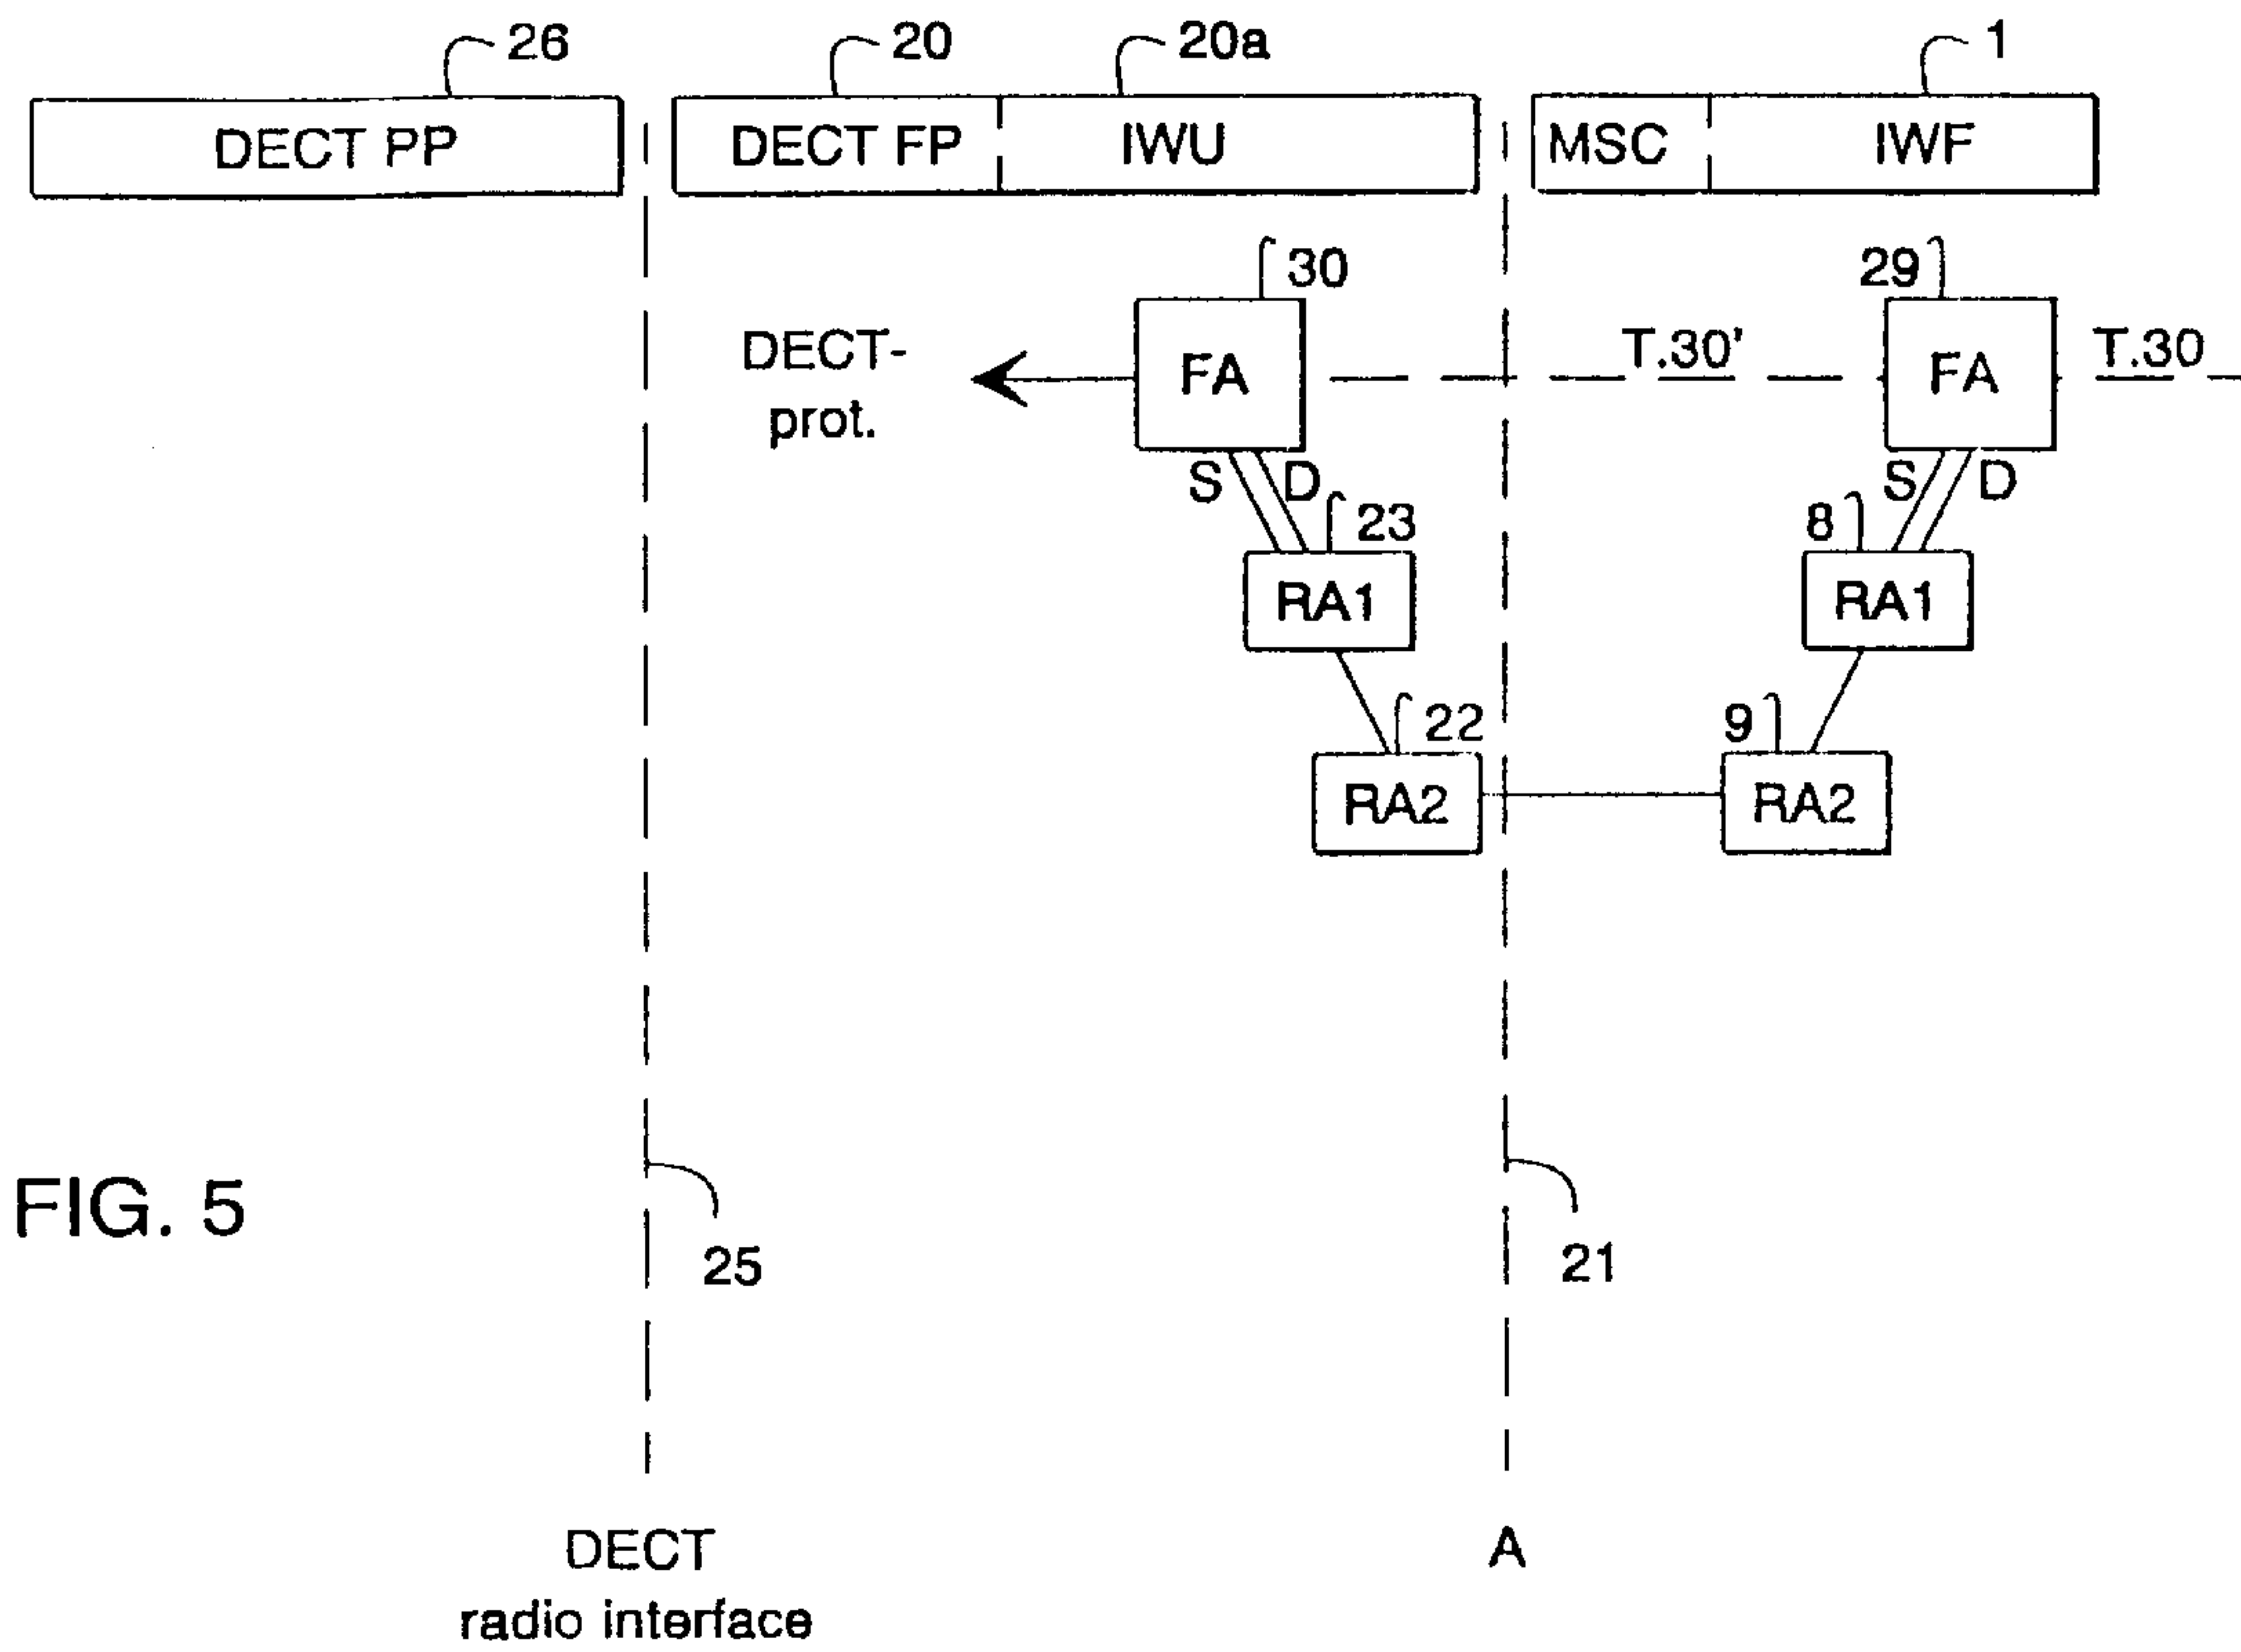 26
20
20a
1
DECT PP
DECT FP
IWU
MSC
IWF
30
29
DECT-
prot.
FA
T.30'
FA
T.30
S
D
S
D
23
8
RA1
RA1
22
9
RA2
RA2
FIG. 5
25
21
DECT
radio interface
A